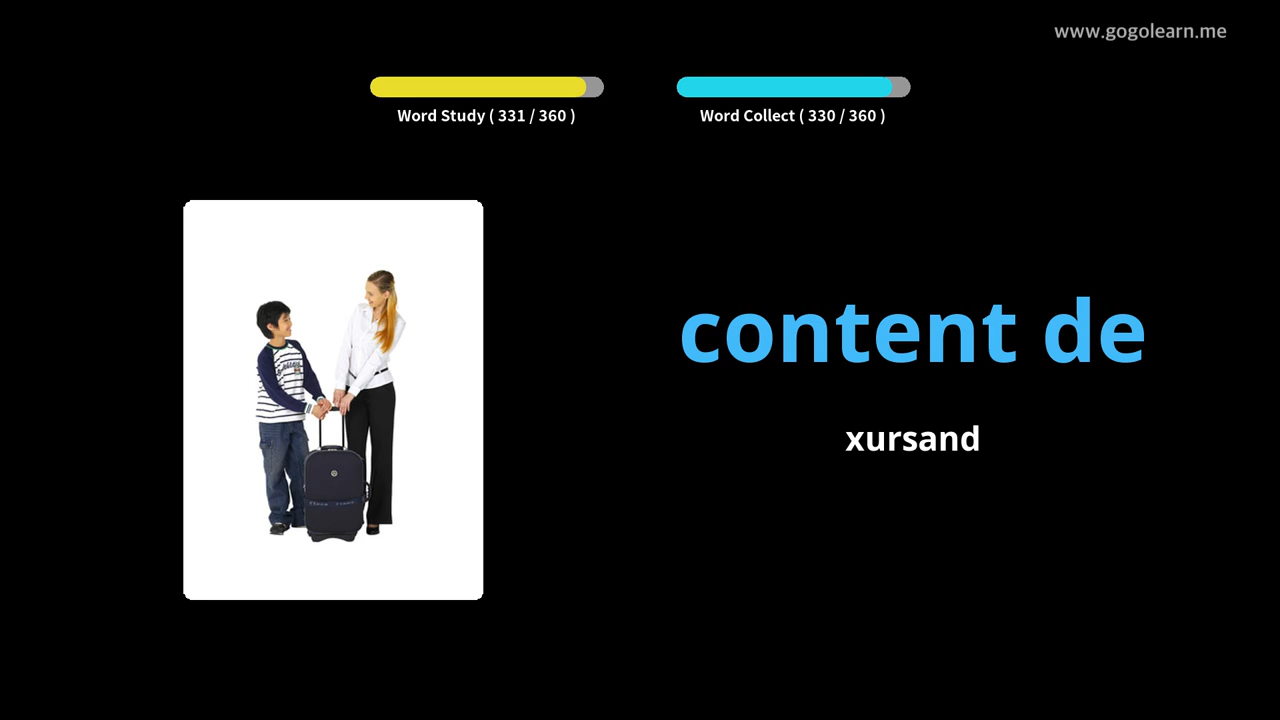 www.gogolearn.me
Word Study ( 331 / 360 )
Word Collect ( 330 / 360 )
content de
xursand